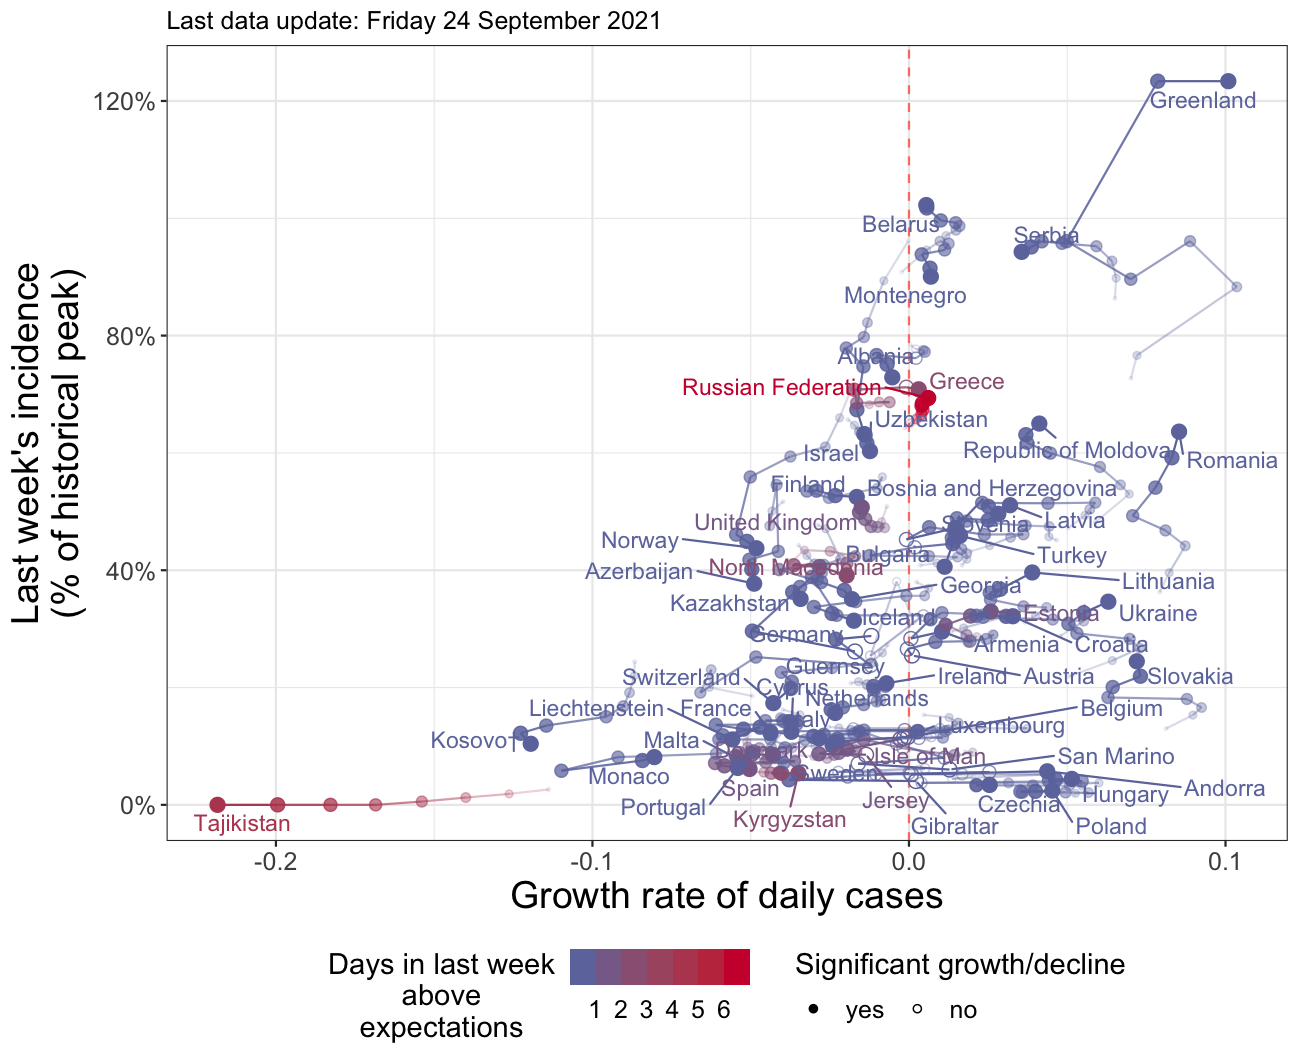 Last data update: Friday 24 September 2021
Last week's incidence
(% of historical peak)
120%
80%
40%
0%
Greenland
Belarus
Serbia
Montenegro
Albania
Russian Federation
Greece
Uzbekistan
Republic of Moldova
Israel
Romania
Finland
Bosnia and Herzegovina
United Kingdom
Slovenia
Latvia
Norway
Bulgaria
Turkey
Azerbaijan
North Macedonia
Georgia
Lithuania
Kazakhstan
Iceland
Estonia
Ukraine
Germany
Armenia
Croatia
Guernsey
Switzerland
Cyprus
Ireland
Austria
Slovakia
Netherlands
Liechtenstein
France
Italy
Belgium
Kosovo
Malta
Luxembourg
Denmark
Isle of Man
San Marino
Monaco
Sweden
Spain
Andorra
Portugal
Jersey
Czechia
Hungary
Kyrgyzstan
Gibraltar
Poland
Tajikistan
-0.2
-0.1
0.0
0.1
Growth rate of daily cases
Days in last week
above
expectations
1 2 3 4 5 6
Significant growth/decline
yes
no